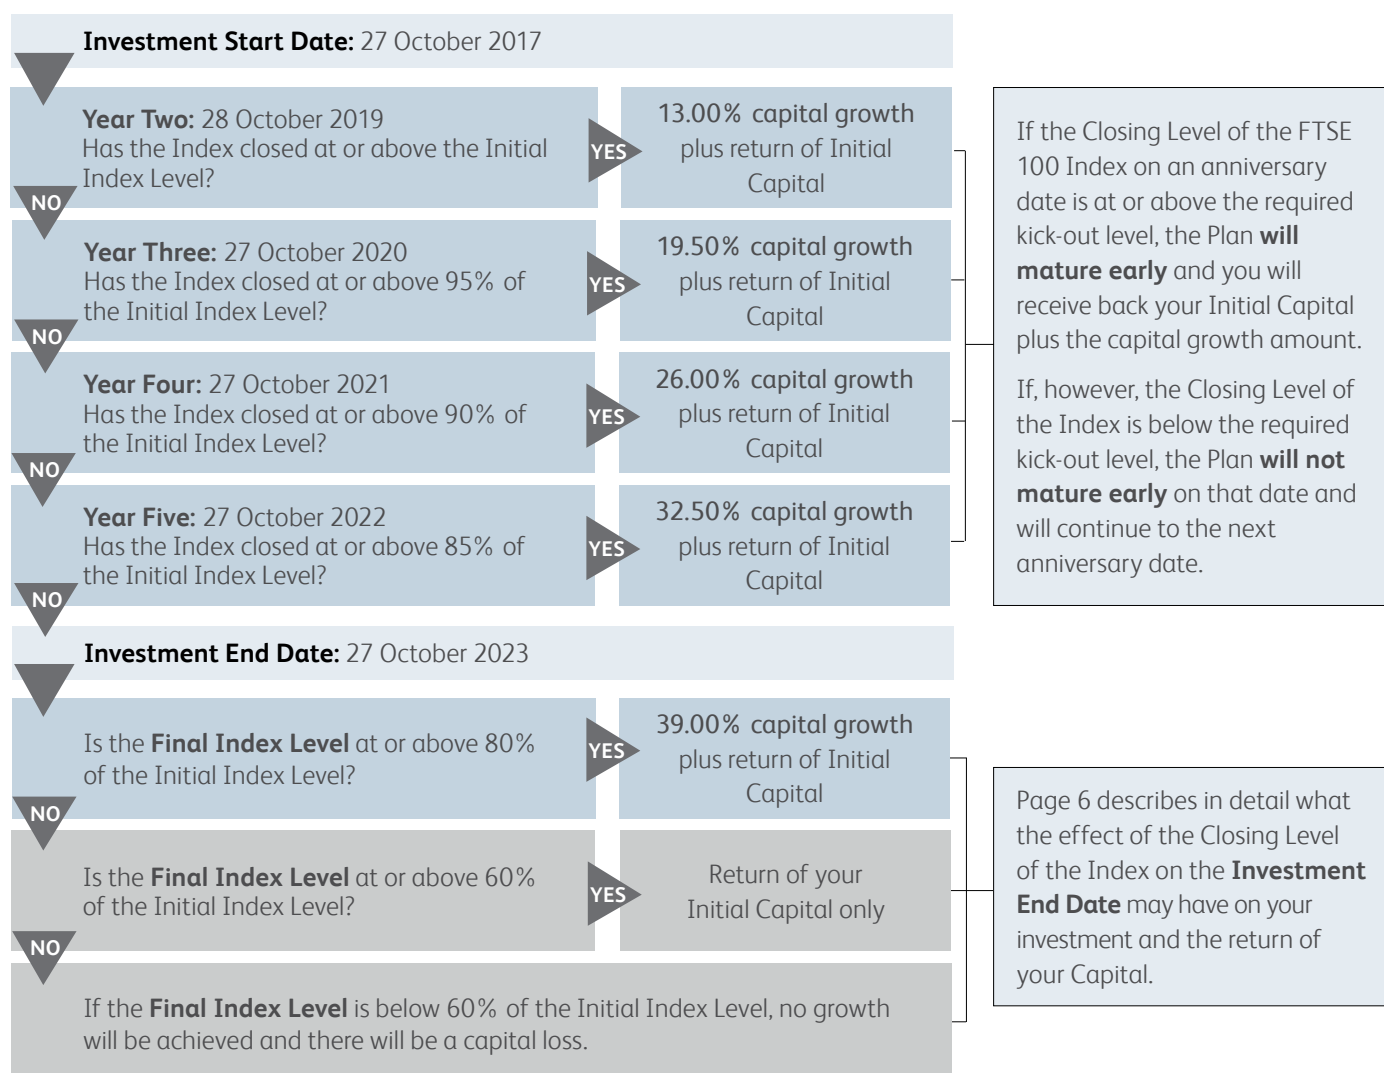 Investment Start Date: 27 October 2017
Year Two: 28 October 2019
Has the Index closed at or above the Initial
Index Level?
YES
13.00% capital growth
plus return of Initial
Capital
NO
Year Three: 27 October 2020
Has the Index closed at or above 95% of
the Initial Index Level?
YES
19.50% capital growth
plus return of Initial
Capital
NO
Year Four: 27 October 2021
Has the Index closed at or above 90% of
the Initial Index Level?
YES
26.00% capital growth
plus return of Initial
Capital
NO
Year Five: 27 October 2022
Has the Index closed at or above 85% of
the Initial Index Level?
YES
32.50% capital growth
plus return of Initial
Capital
NO
If the Closing Level of the FTSE
100 Index on an anniversary
date is at or above the required
kick-out level, the Plan will
mature early and you will
receive back your Initial Capital
plus the capital growth amount.
If, however, the Closing Level of
the Index is below the required
kick-out level, the Plan will not
mature early on that date and
will continue to the next
anniversary date.
Investment End Date: 27 October 2023
Is the Final Index Level at or above 80%
of the Initial Index Level?
YES
39.00% capital growth
plus return of Initial
Capital
NO
Is the Final Index Level at or above 60%
of the Initial Index Level?
YES
Return of your
Initial Capital only
NO
If the Final Index Level is below 60% of the Initial Index Level, no growth
will be achieved and there will be a capital loss.
Page 6 describes in detail what
the effect of the Closing Level
of the Index on the Investment
End Date may have on your
investment and the return of
your Capital.